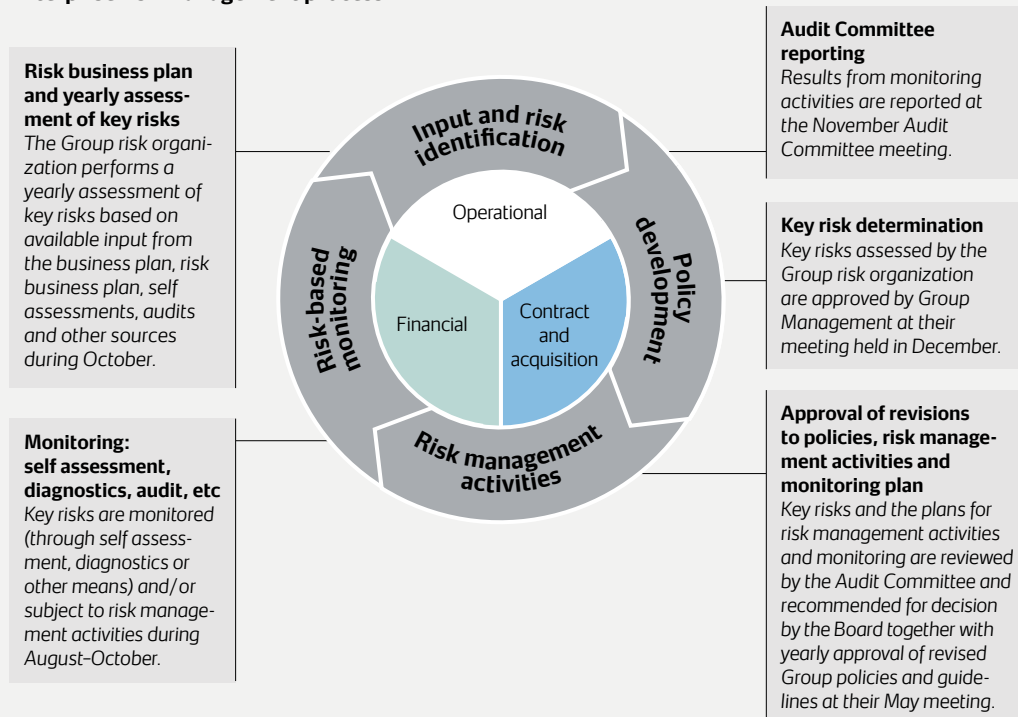 Risk business plan
and yearly assess-
ment of key risks
The Group risk organi-
zation performs a
yearly assessment of
key risks based on
available input from
the business plan, risk
business plan, self
assessments, audits
and other sources
during October.
Monitoring:
self assessment,
diagnostics, audit, etc
Key risks are monitored
(through self assess-
ment, diagnostics or
other means) and/or
subject to risk manage-
ment activities during
August–October.
Input and risk
identification
Policy
development
Risk management
activities
Risk-based
monitoring
Operational
Financial
Contract
and
acquisition
Audit Committee
reporting
Results from monitoring
activities are reported at
the November Audit
Committee meeting.
Key risk determination
Key risks assessed by the
Group risk organization
are approved by Group
Management at their
meeting held in December.
Approval of revisions
to policies, risk manage-
ment activities and
monitoring plan
Key risks and the plans for
risk management activities
and monitoring are reviewed
by the Audit Committee and
recommended for decision
by the Board together with
yearly approval of revised
Group policies and guide-
lines at their May meeting.